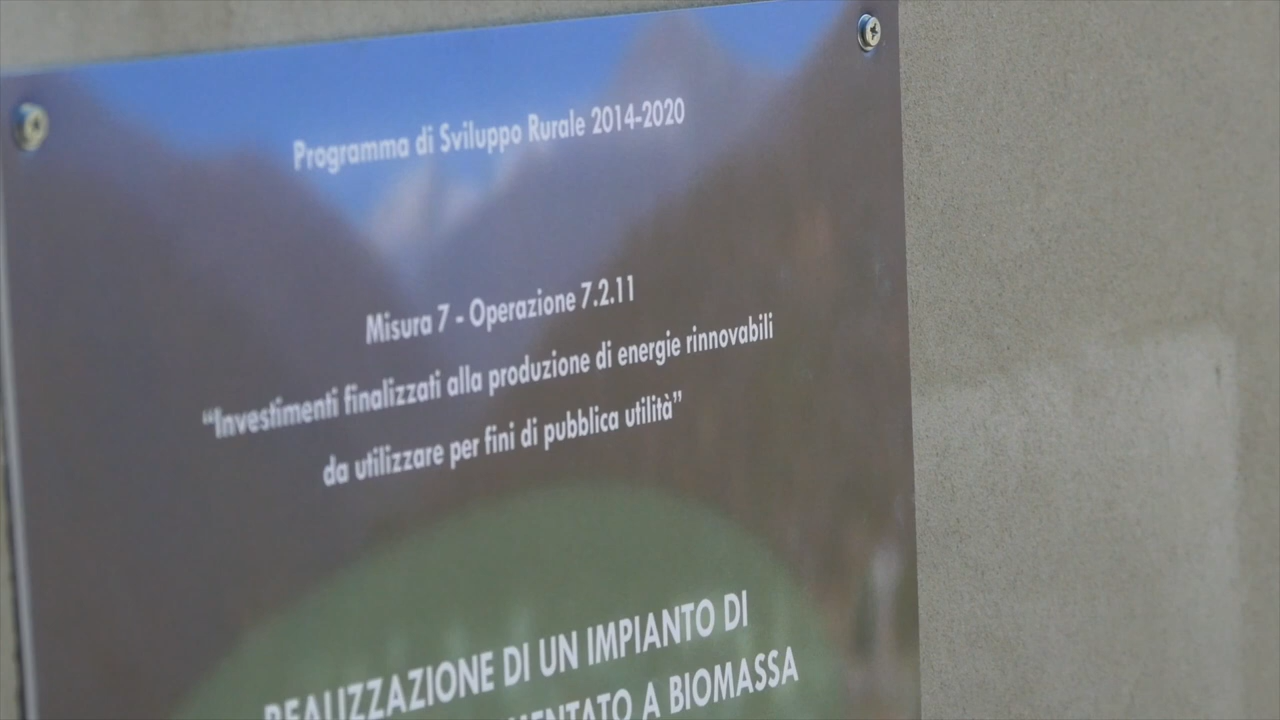 Programma di Sviluppo Rurale 2014-2020
Misura 7 - Operazione 7.2.11
“Investimenti finalizzati alla produzione di energie rinnovabili
da utilizzare per fini di pubblica utilità”
REALIZZAZIONE DI UN IMPIANTO DI
A BIOMASSA